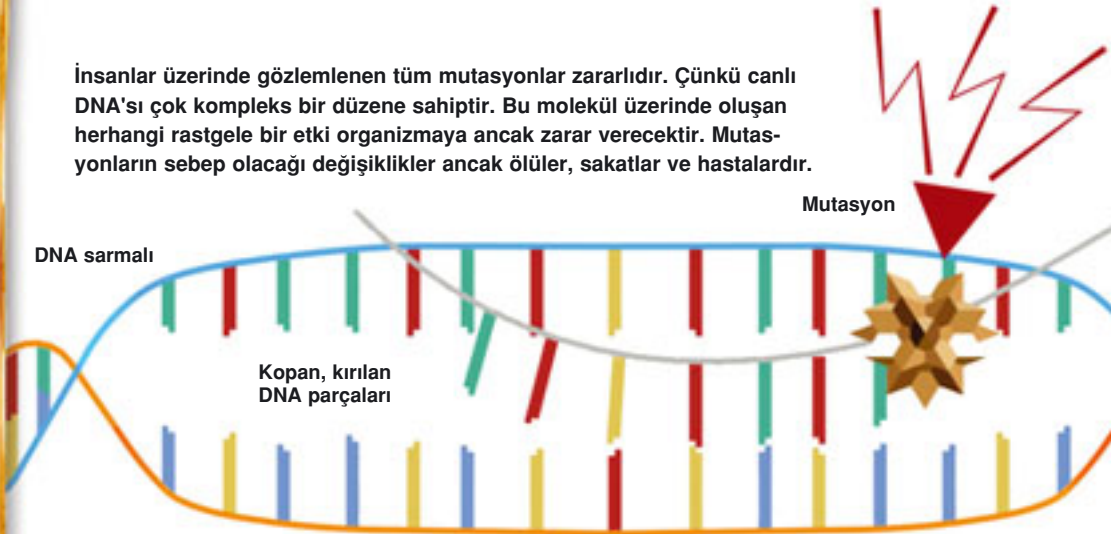 İnsanlar üzerinde gözlemlenen tüm mutasyonlar zararlıdır. Çünkü canlı
DNA'sı çok kompleks bir düzene sahiptir. Bu molekül üzerinde oluşan
herhangi rastgele bir etki organizmaya ancak zarar verecektir. Mutas-
yonların sebep olacağı değişiklikler ancak ölüler, sakatlar ve hastalardır.
Mutasyon
DNA sarmalı
Kopan, kırılan
DNA parçaları